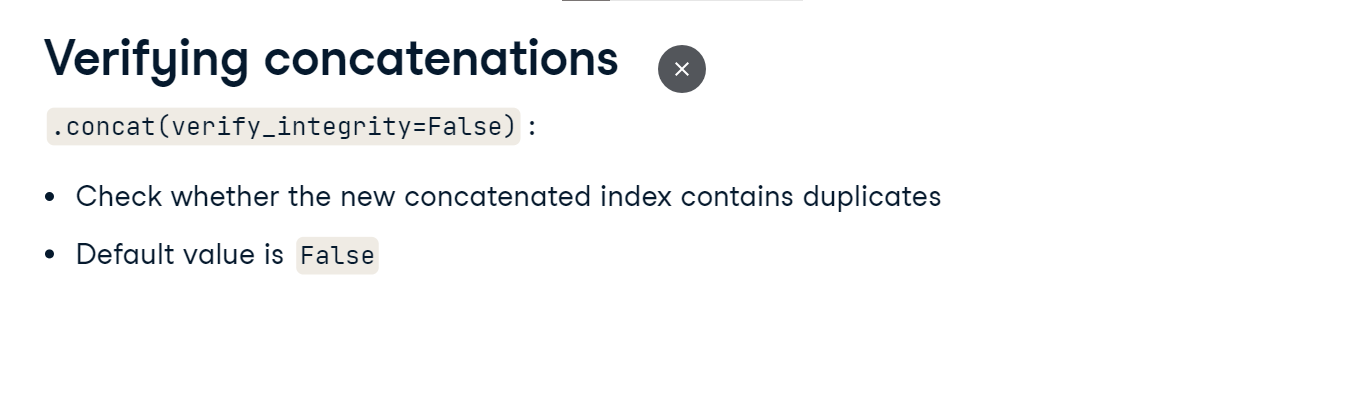 Verifying concatenations
.concat(verify_integrity=False) :
• Check whether the new concatenated index contains duplicates
• Default value is False